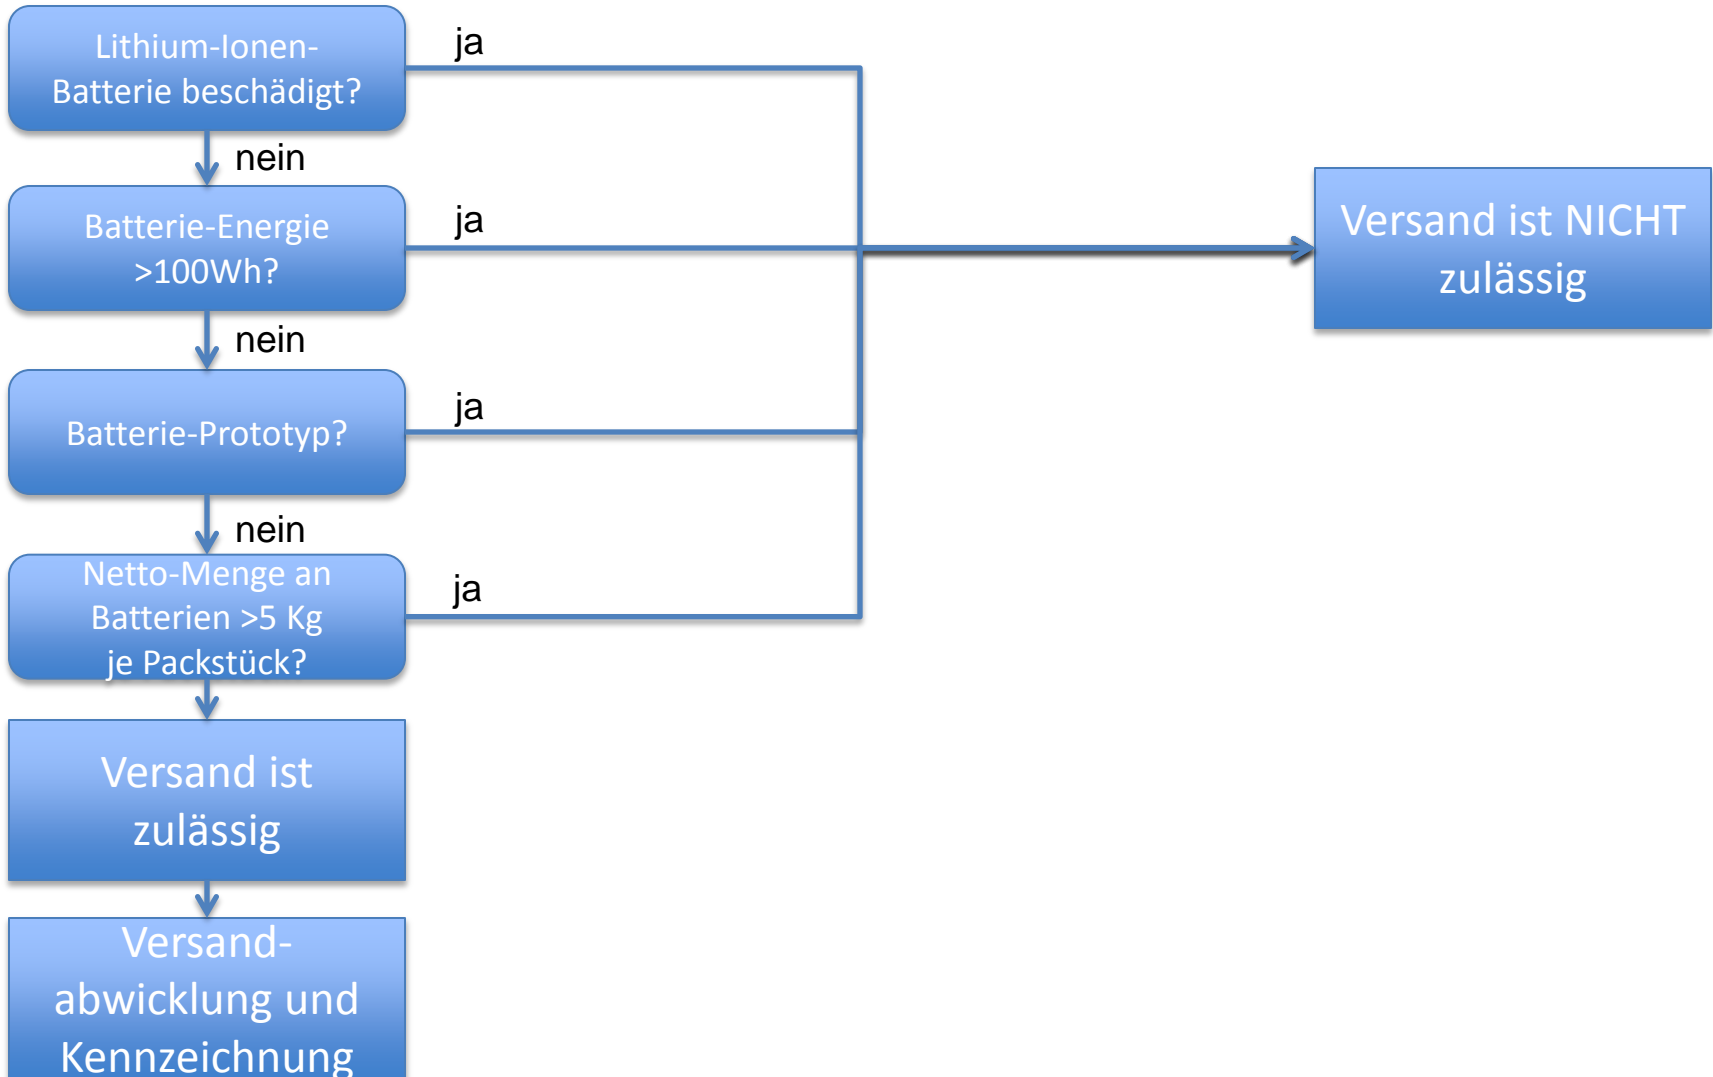 Lithium-Ionen-
Batterie beschädigt?
ja
nein
Batterie-Energie
>100Wh?
ja
Versand ist NICHT
zulässig
nein
Batterie-Prototyp?
ja
nein
Netto-Menge an
Batterien >5 Kg
je Packstück?
ja
Versand ist
zulässig
Versand-
abwicklung und
Kennzeichnung